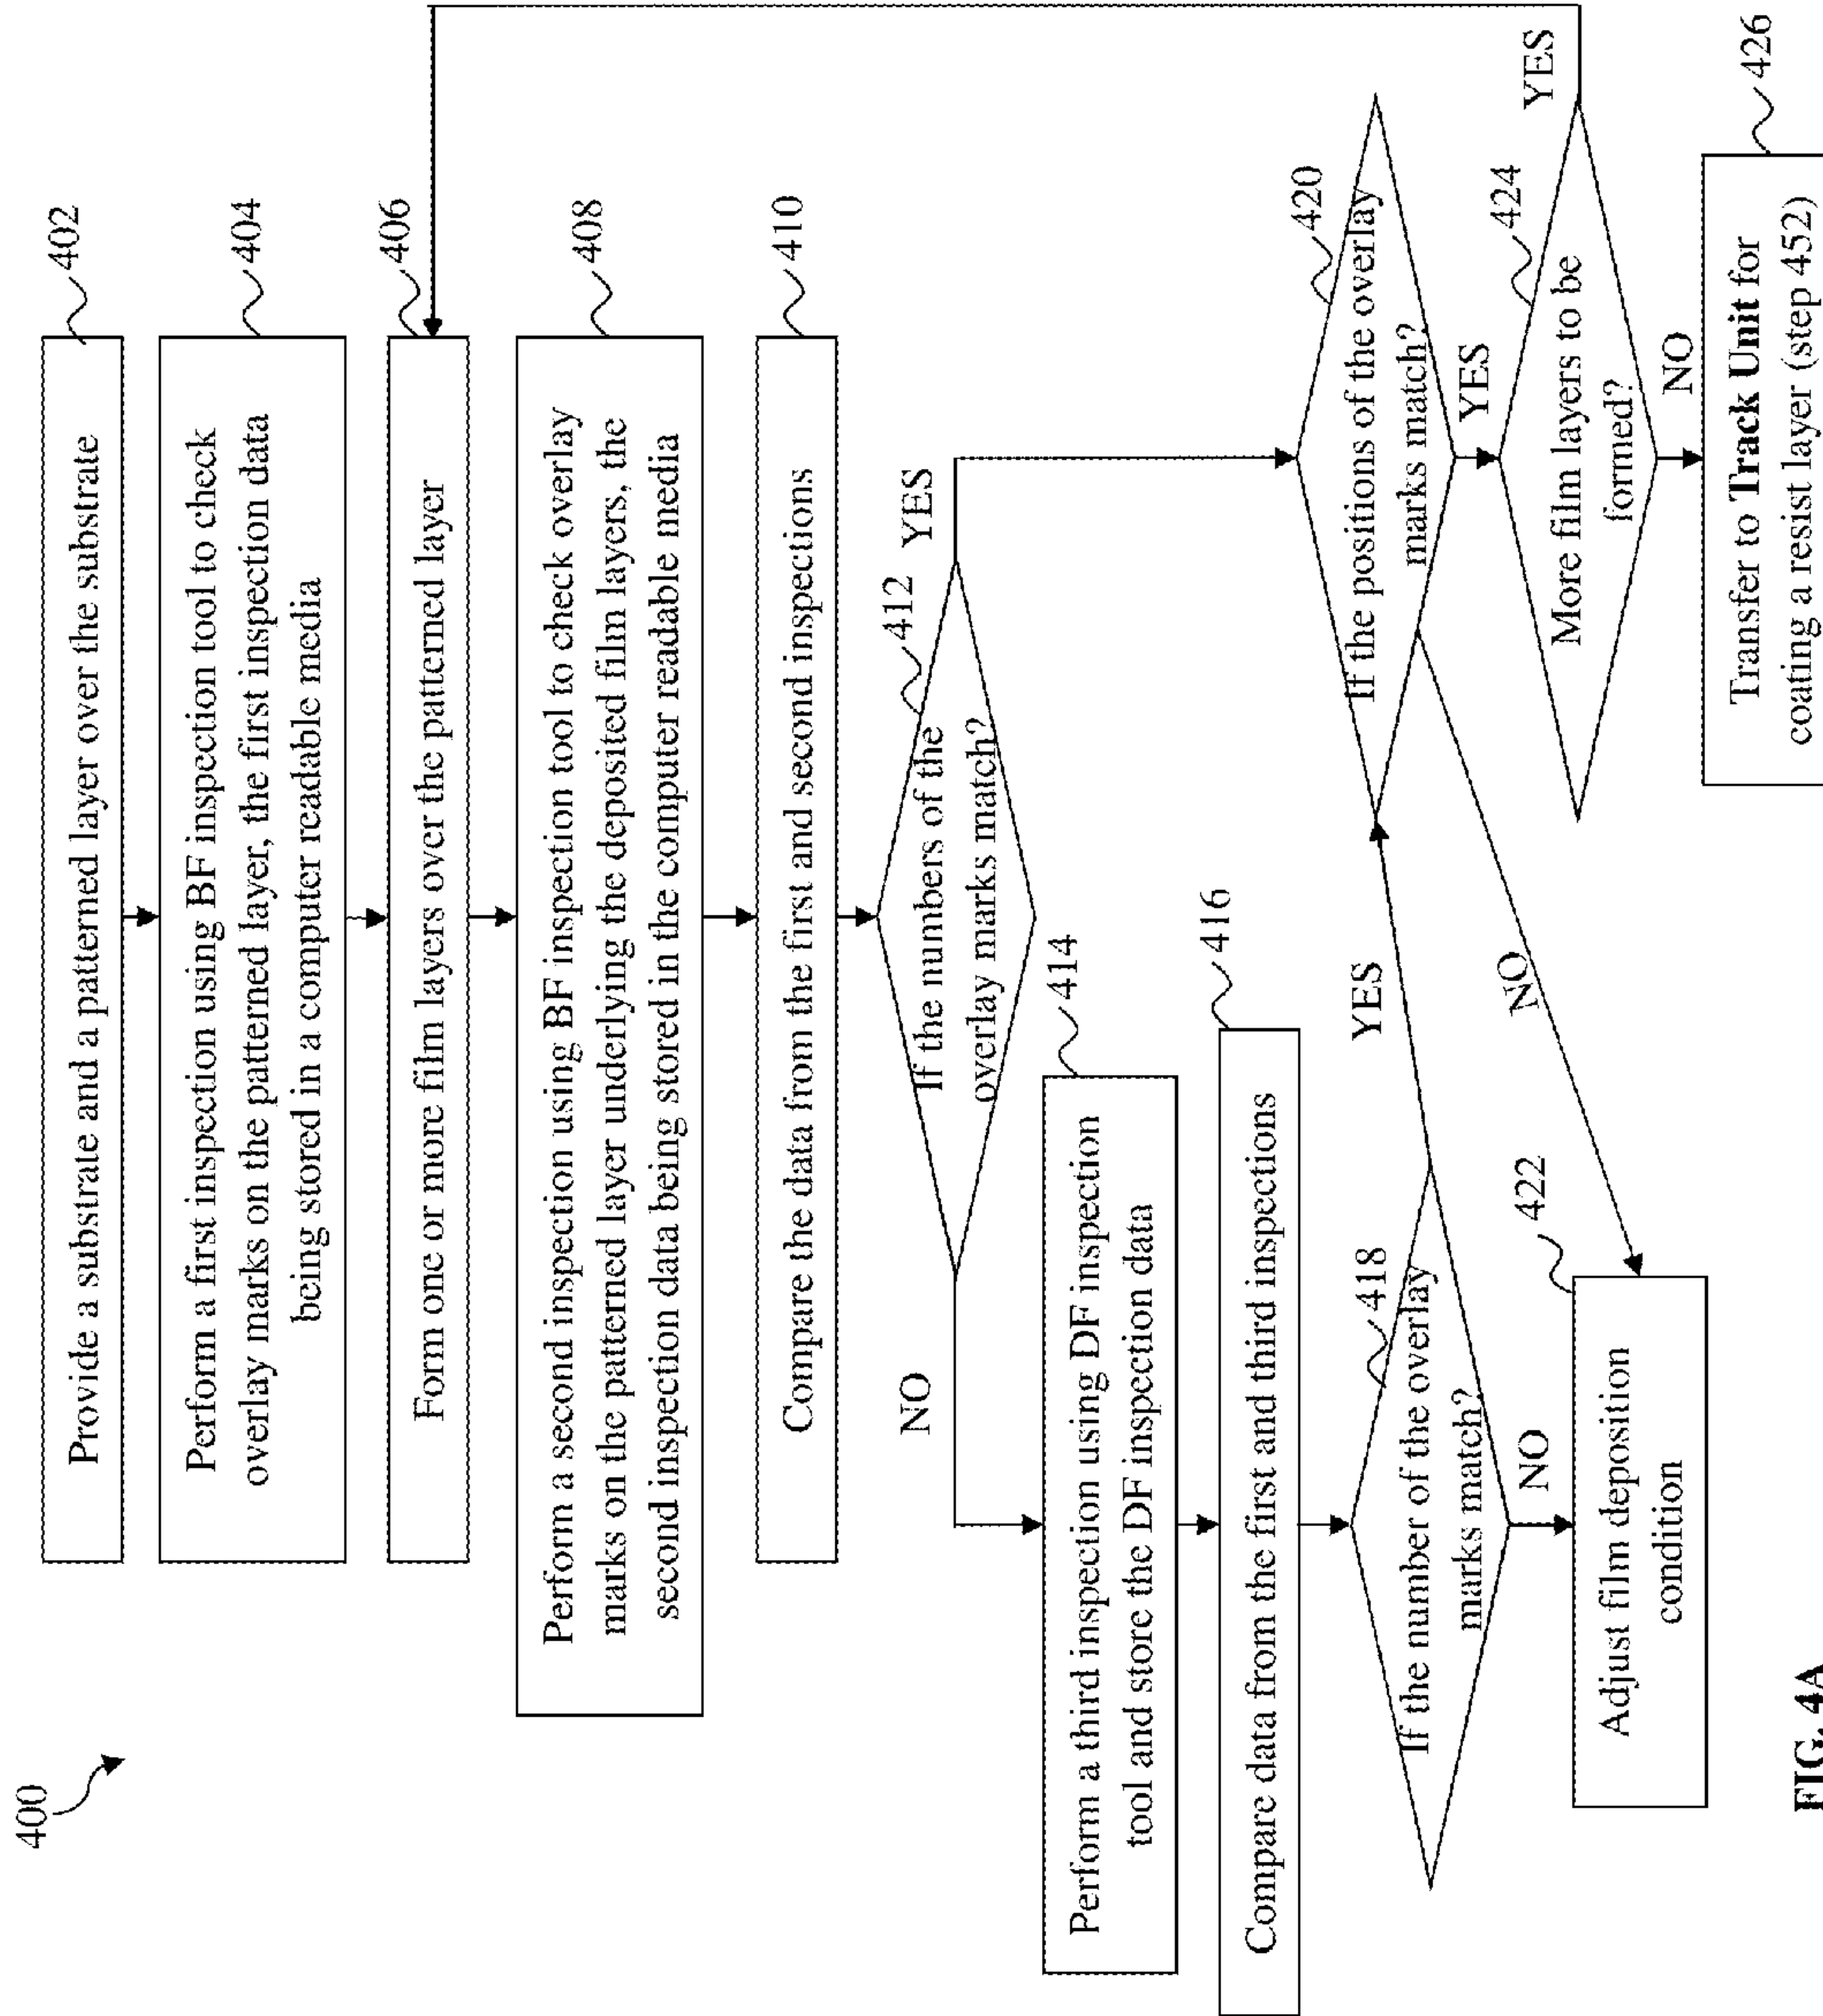 400
Provide a substrate and a patterned layer over the substrate
402
Perform a first inspection using BF inspection tool to check
overlay marks on the patterned layer, the first inspection data
being stored in a computer readable media
404
Form one or more film layers over the patterned layer
406
Perform a second inspection using BF inspection tool to check overlay
marks on the patterned layer underlying the deposited film layers, the
second inspection data being stored in the computer readable media
408
Compare the data from the first and second inspections
410
If the numbers of the
overlay marks match?
412
NO
YES
Perform a third inspection using DF inspection
tool and store the DF inspection data
414
Compare data from the first and third inspections
416
If the number of the overlay
marks match?
418
YES
NO
If the positions of the overlay
marks match?
420
NO
YES
Adjust film deposition
condition
422
More film layers to be
formed?
424
YES
NO
Transfer to Track Unit for
coating a resist layer (step 452)
426
FIG. 4A